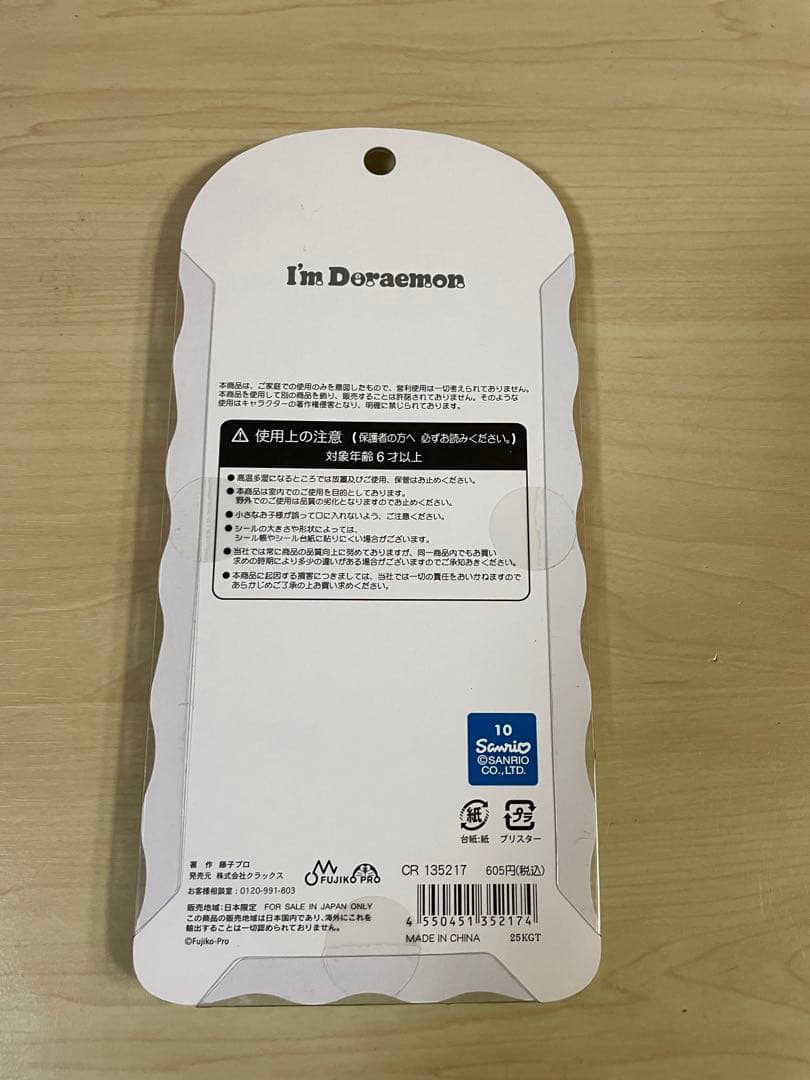 I'm Doraemon
本商品は、ご家庭での使用のみを意図したもので、営利使用は一切考えられておりません。
本商品を使用して別の商品を飾り、販売することは許諾されておりません。そのような
使用はキャラクターの著作権侵害となり、明確に禁じられております。
⚠ 使用上の注意 (保護者の方へ 必ずお読みください。)
対象年齢6才以上
●高温多湿になるところでは放置及びご使用、保管はお止めください。
●本商品は室内でのご使用を目的としております。
野外でのご使用は品質の劣化となりますのでお止めください。
●小さなお子様が誤って口に入れないよう、ご注意ください。
●シールの大きさや形状によっては、
シール帳やシール台紙に貼りにくい場合がございます。
●当社では常に商品の品質向上に努めておりますが、同一商品内でもお買い
求めの時期により多少の違いがある場合がございますのでご承知おきください。
●本商品に起因する損害につきましては、当社では一切の責任をおいかねますので
あらかじめご了承の上お買い求めください。
10
Sanrio
©SANRIO
CO.,LTD.
紙 プラ
台紙:紙 ブリスター
著 作 藤子プロ
発売元 株式会社クラックス
FUJIKO PRO
CR 135217 605円(税込)
お客様相談室:0120-991-803
販売地域:日本限定 FOR SALE IN JAPAN ONLY
この商品の販売地域は日本国内であり、海外にこれを
輸出することは一切認められておりません。
©Fujiko-Pro
4 550451 352174
MADE IN CHINA 25KGT